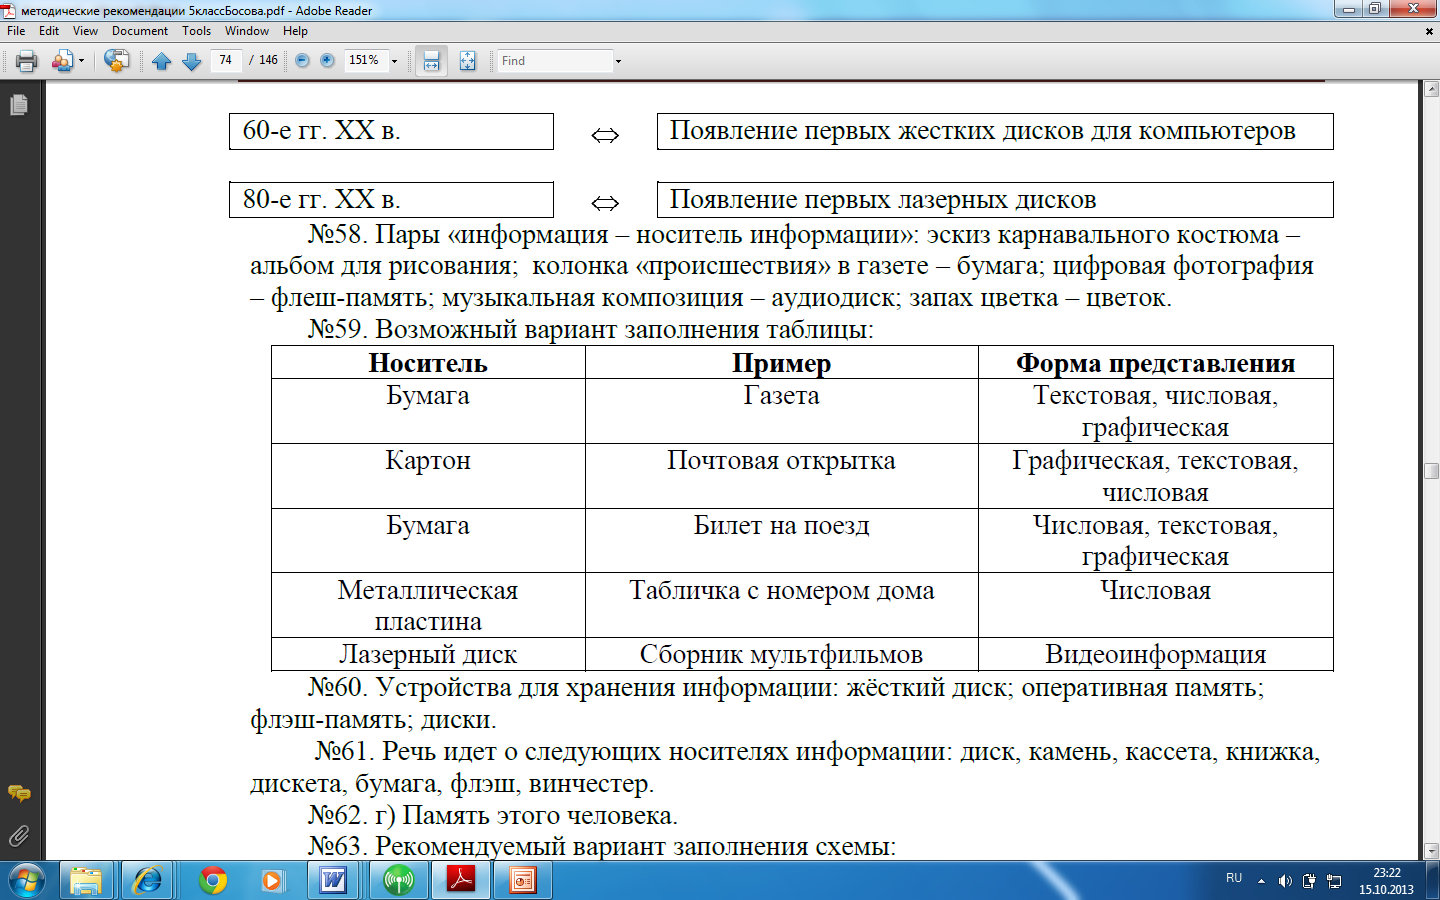 методические рекомендации 5классБосова.pdf - Adobe Reader
File Edit View Document Tools Window Help
74 / 146 151% Find
60-е гг. XX в. ⇔ Появление первых жестких дисков для компьютеров
80-е гг. XX в. ⇔ Появление первых лазерных дисков
№58. Пары «информация – носитель информации»: эскиз карнавального костюма –
альбом для рисования; колонка «происшествия» в газете – бумага; цифровая фотография
– флеш-память; музыкальная композиция – аудиодиск; запах цветка – цветок.
№59. Возможный вариант заполнения таблицы:
Носитель Пример Форма представления
Бумага Газета Текстовая, числовая,
графическая
Картон Почтовая открытка Графическая, текстовая,
числовая
Бумага Билет на поезд Числовая, текстовая,
графическая
Металлическая Табличка с номером дома Числовая
пластина
Лазерный диск Сборник мультфильмов Видеоинформация
№60. Устройства для хранения информации: жёсткий диск; оперативная память;
флэш-память; диски.
№61. Речь идет о следующих носителях информации: диск, камень, кассета, книжка,
дискета, бумага, флэш, винчестер.
№62. г) Память этого человека.
№63. Рекомендуемый вариант заполнения схемы:
RU 23:22
15.10.2013